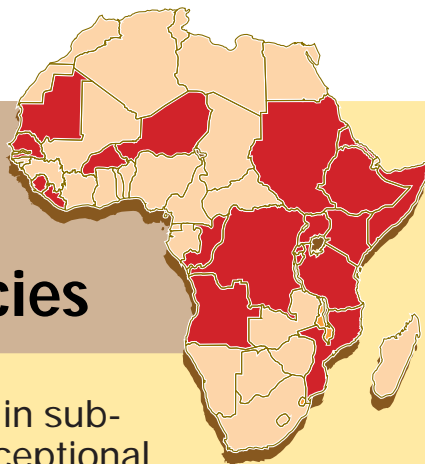 cies
in sub-
ceptional